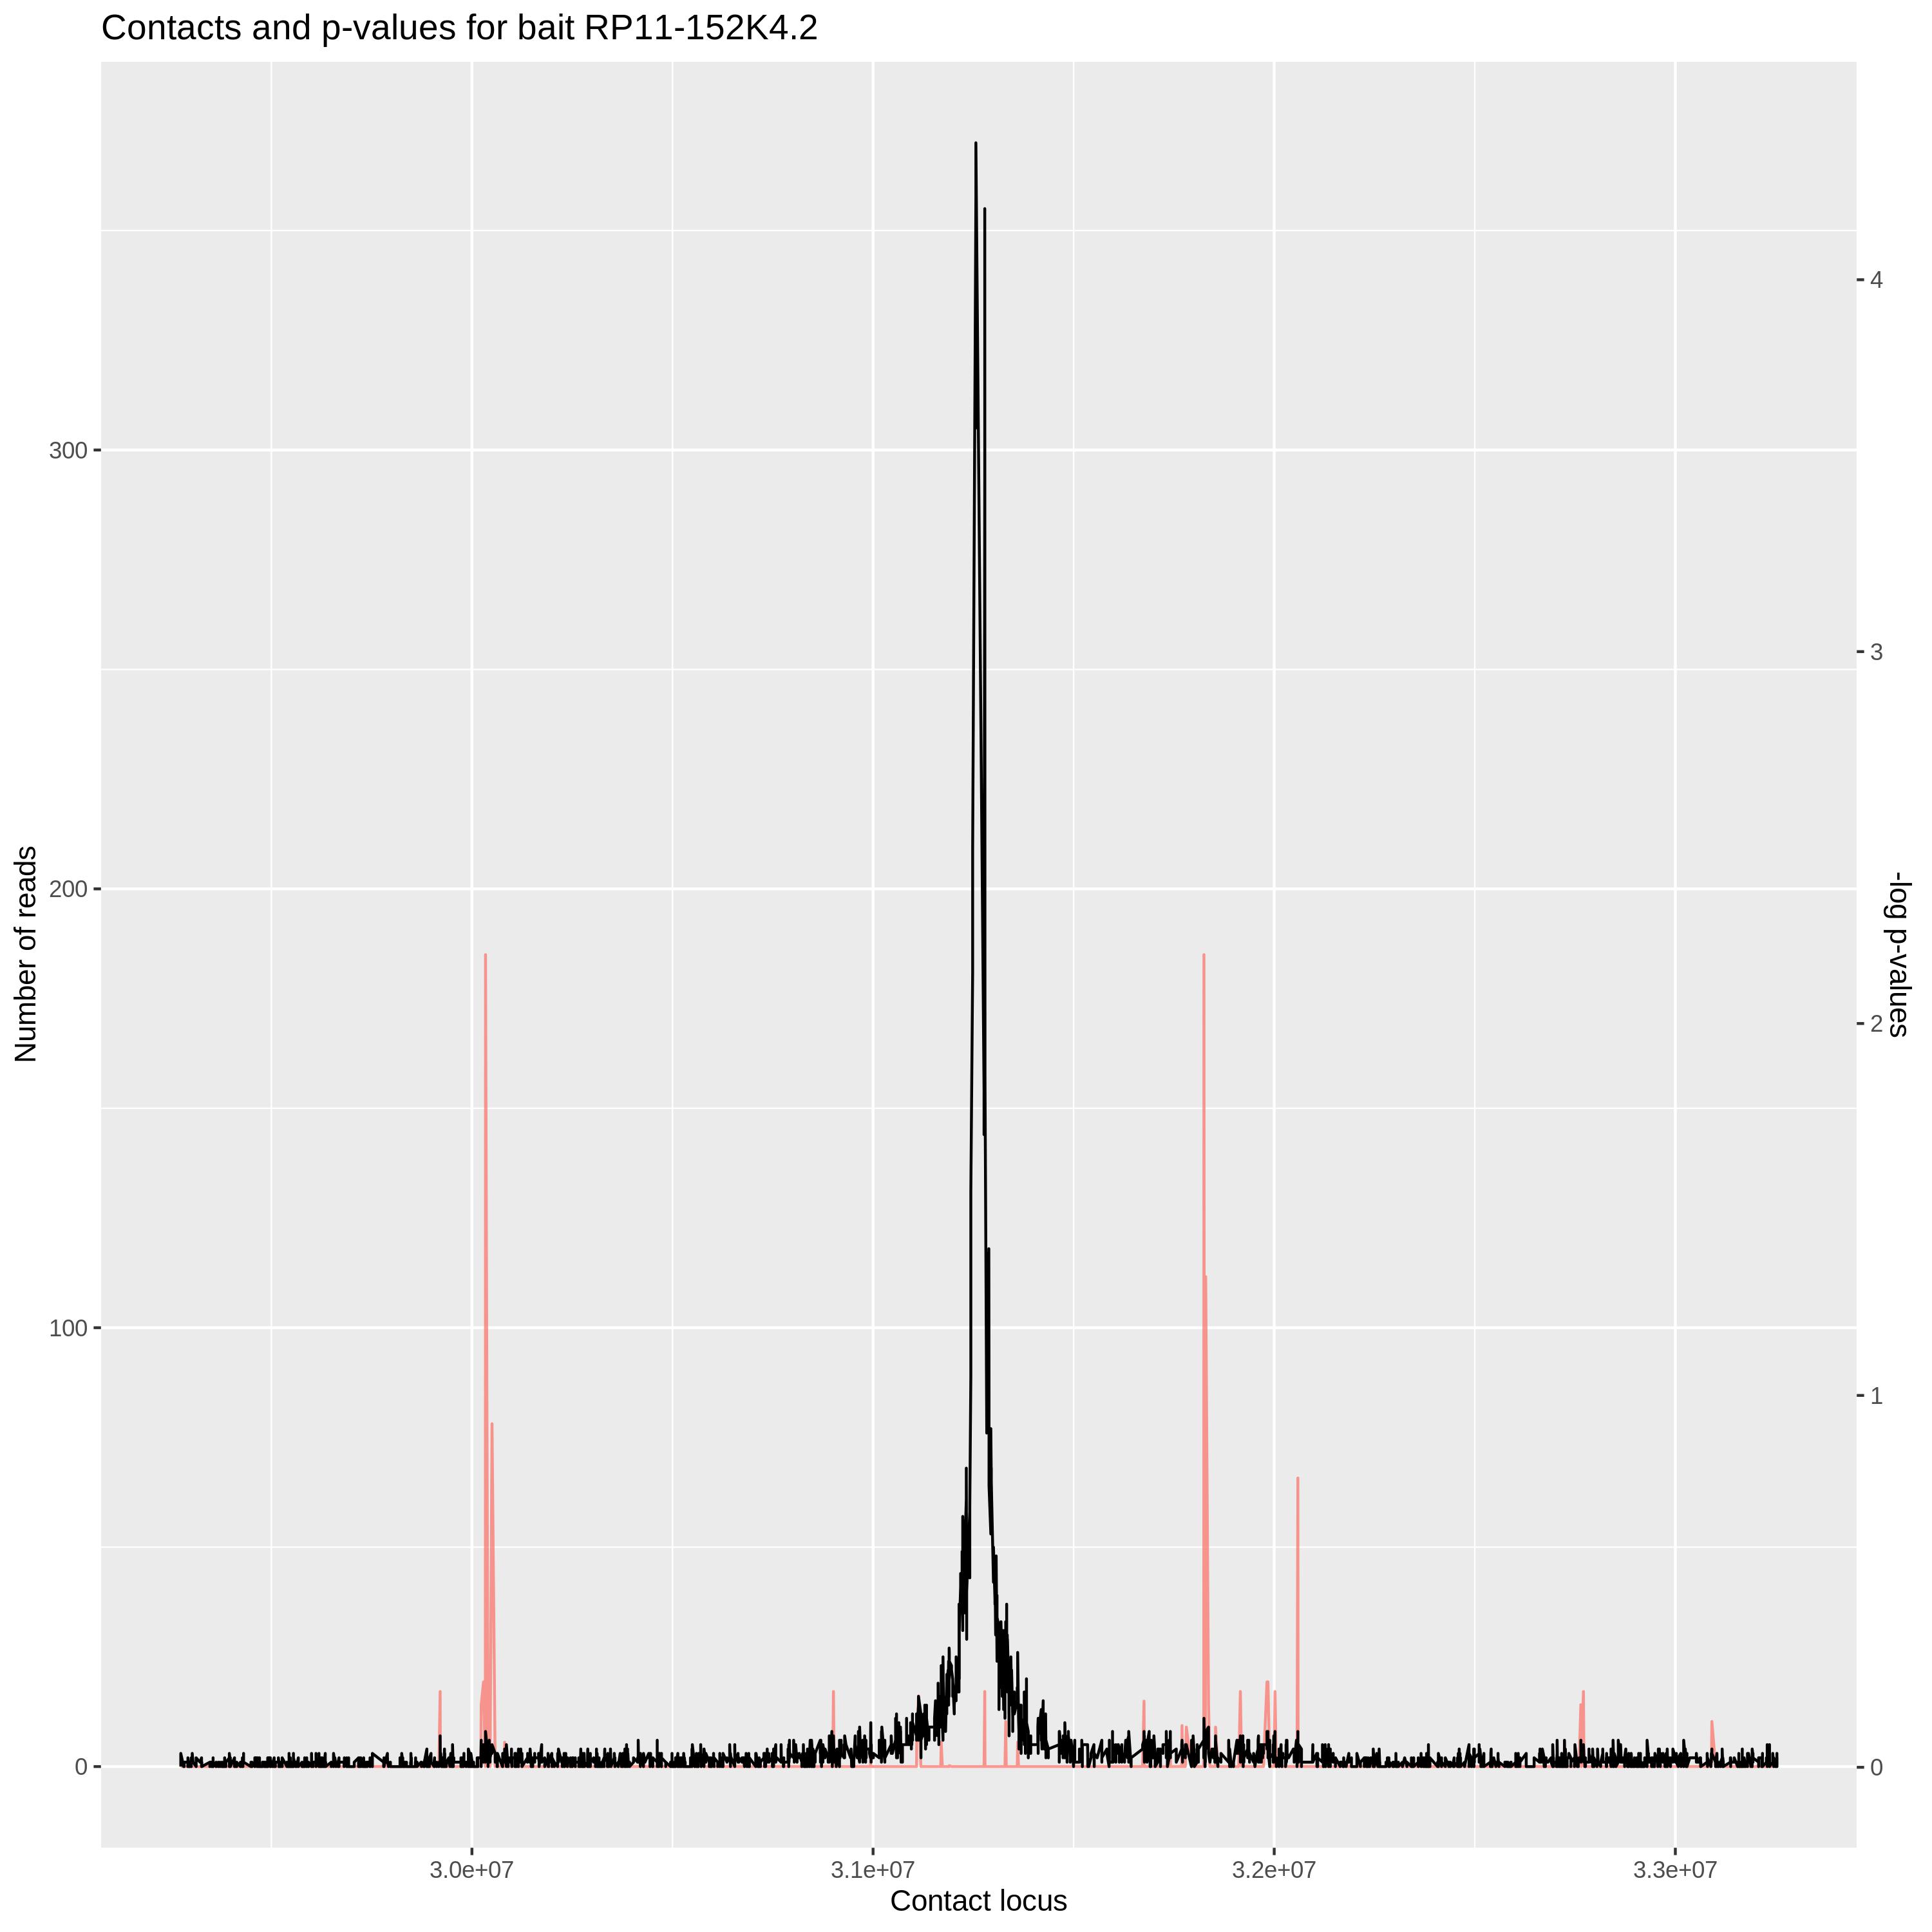 Contacts and p-values for bait RP11-152K4.2
Number of reads
300
200
100
0
4
3
2
1
0
-log p-values
3.0e+07
3.1e+07
3.2e+07
3.3e+07
Contact locus